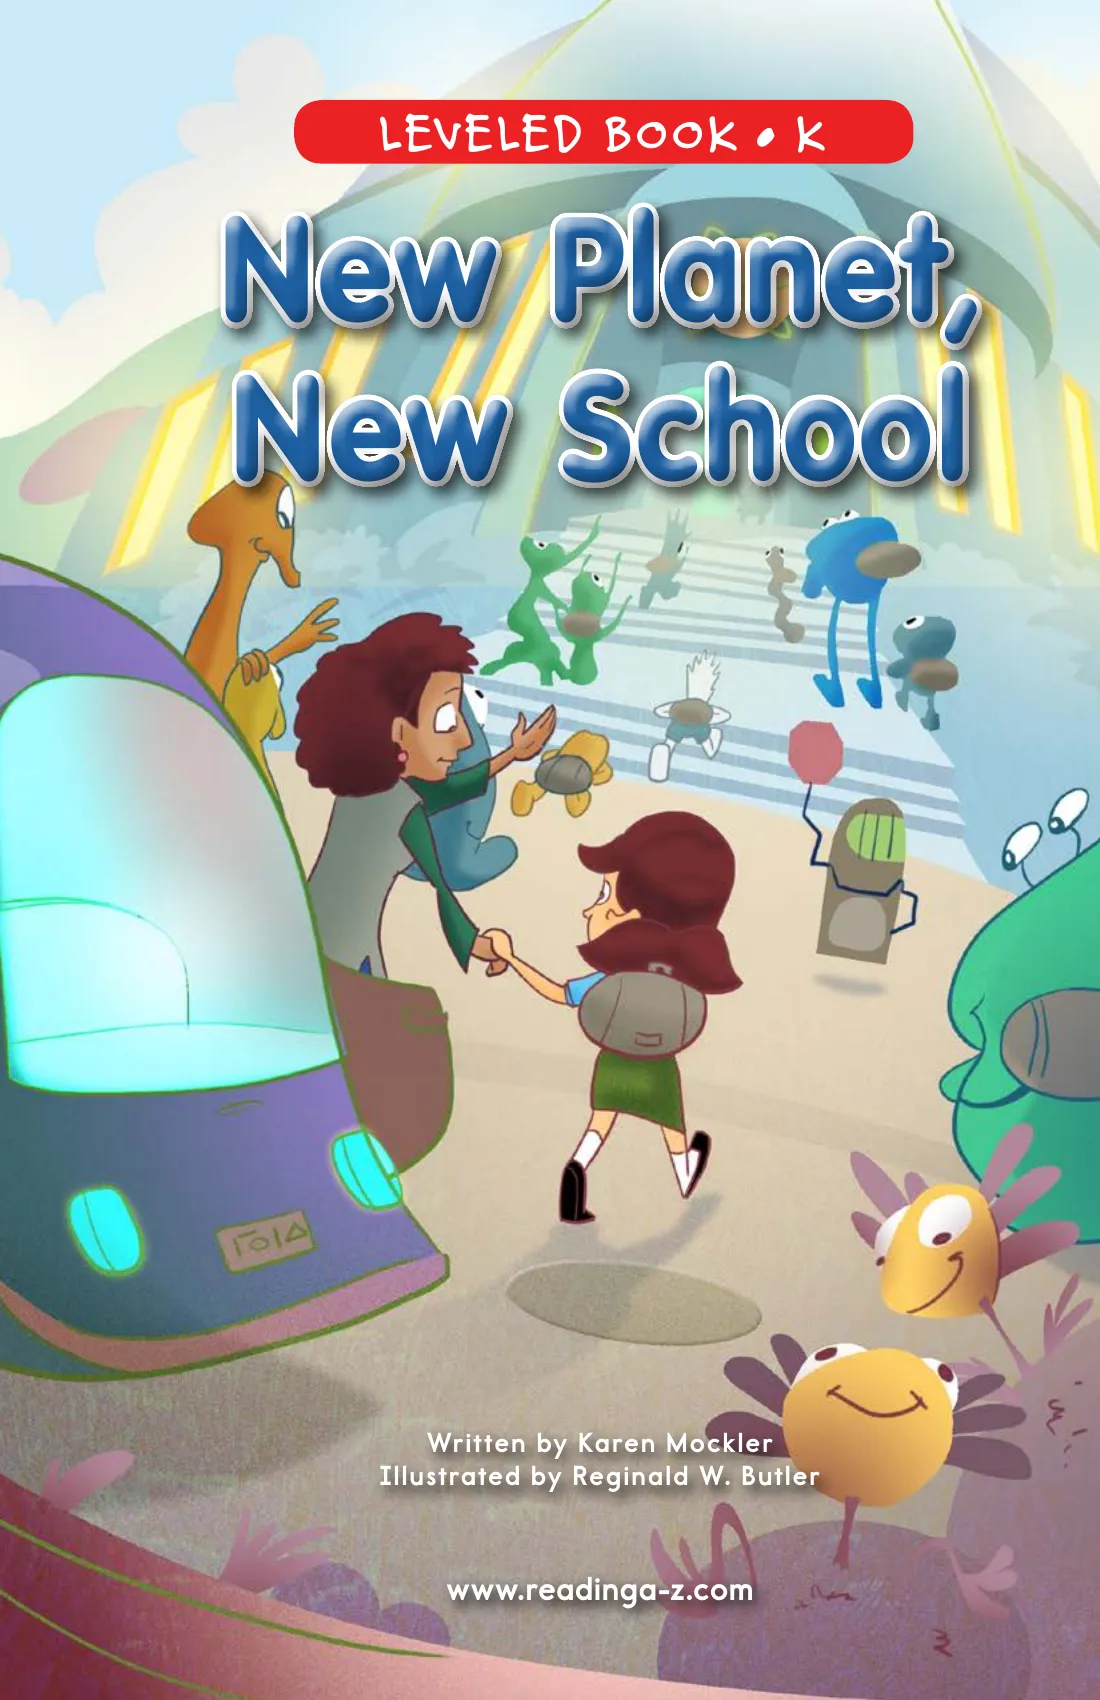 LEVELED BOOK • K
New Planet,
New School
Written by Karen Mockler
Illustrated by Reginald W. Butler
www.readinga-z.com